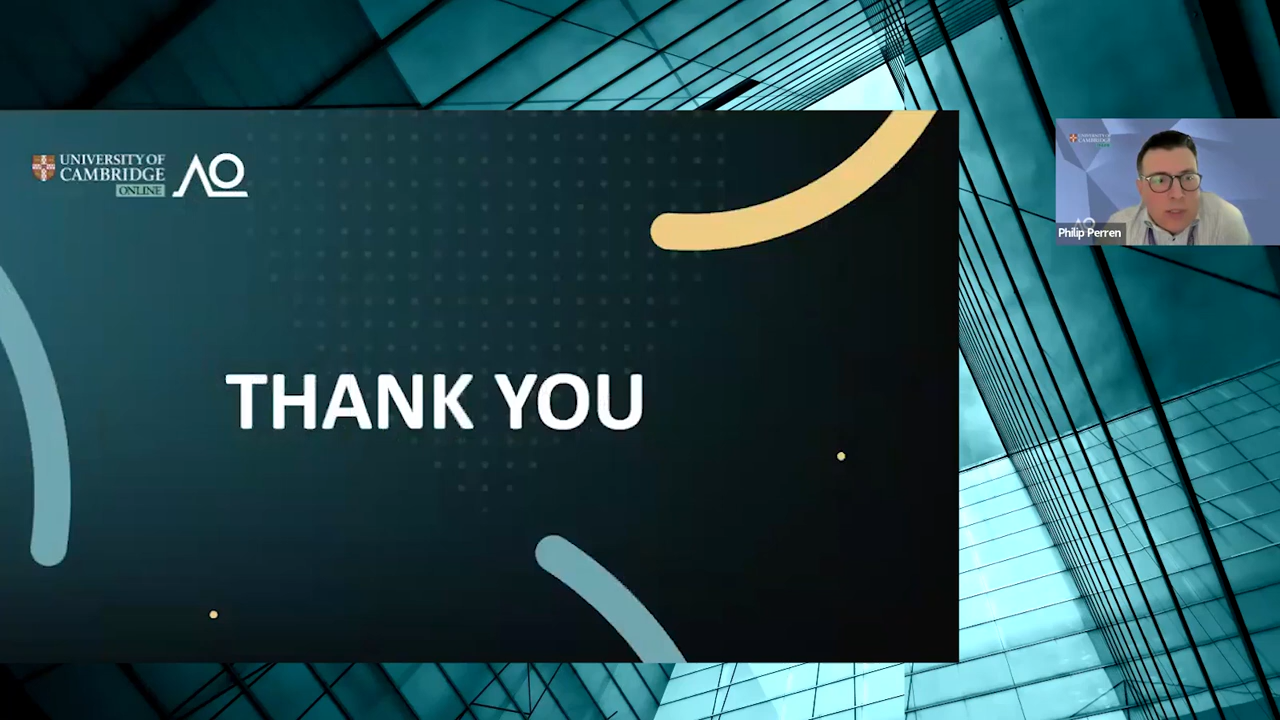 UNIVERSITY OF
CAMBRIDGE
ONLINE
THANK YOU
Philip Perren